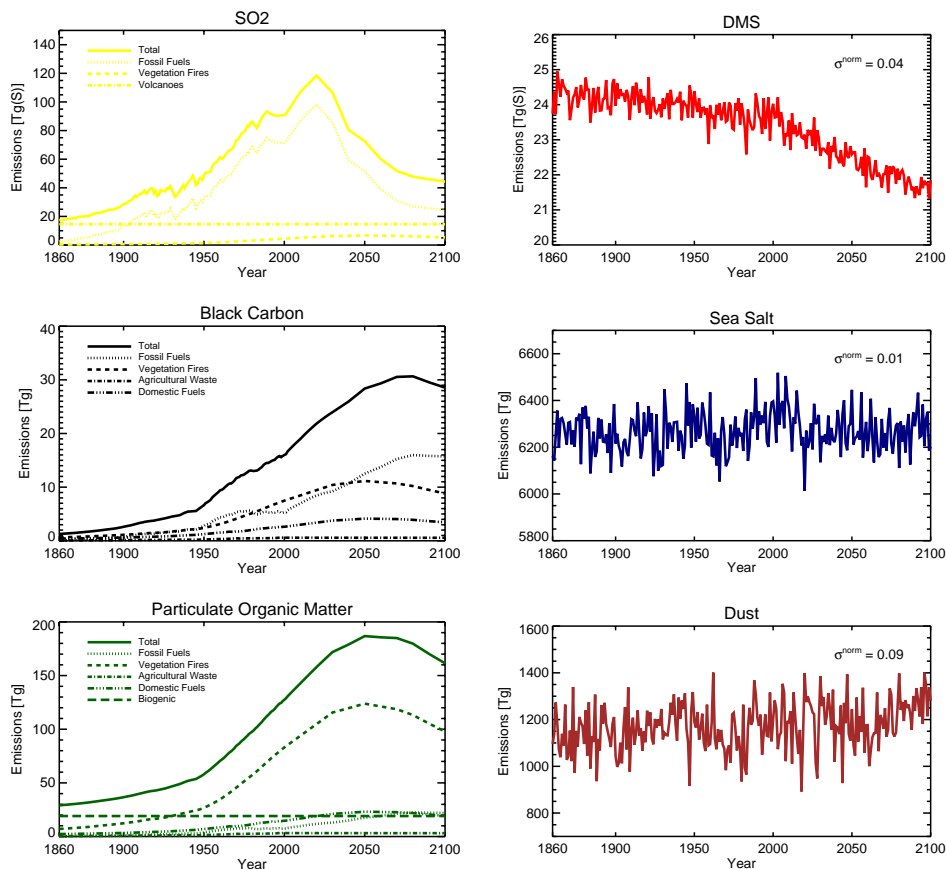 SO2
Emissions [Tg(S)]
140
120
100
80
60
40
20
0
Total
Fossil Fuels
Vegetation Fires
Volcanoes
1860 1900 1950 2000 2050 2100
Year
DMS
Emissions [Tg(S)]
26
25
24
23
22
21
20
σnorm = 0.04
1860 1900 1950 2000 2050 2100
Year
Black Carbon
Emissions [Tg]
40
30
20
10
0
Total
Fossil Fuels
Vegetation Fires
Agricultural Waste
Domestic Fuels
1860 1900 1950 2000 2050 2100
Year
Sea Salt
Emissions [Tg]
6600
6400
6200
6000
5800
σnorm = 0.01
1860 1900 1950 2000 2050 2100
Year
Particulate Organic Matter
Emissions [Tg]
200
150
100
50
0
Total
Fossil Fuels
Vegetation Fires
Agricultural Waste
Domestic Fuels
Biogenic
1860 1900 1950 2000 2050 2100
Year
Dust
Emissions [Tg]
1600
1400
1200
1000
800
σnorm = 0.09
1860 1900 1950 2000 2050 2100
Year